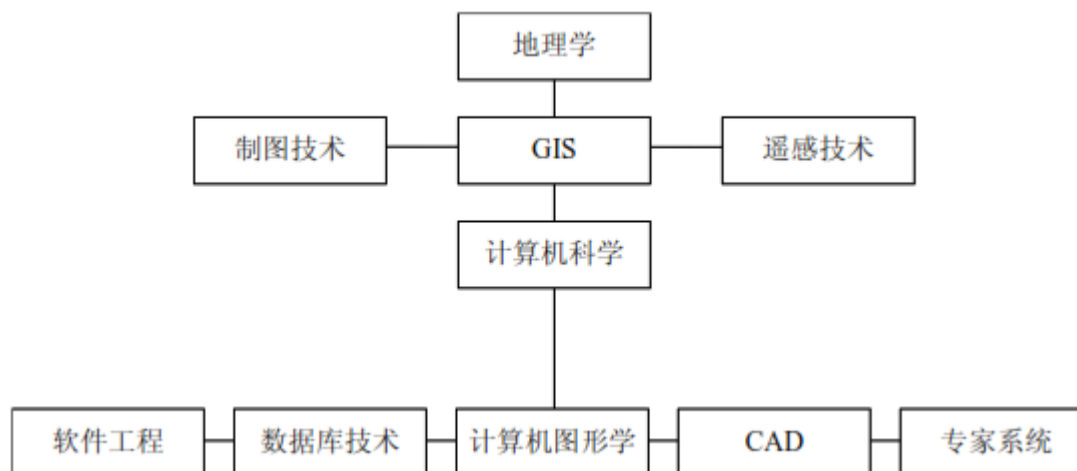 地理学
制图技术
GIS
遥感技术
计算机科学
软件工程
数据库技术
计算机图形学
CAD
专家系统